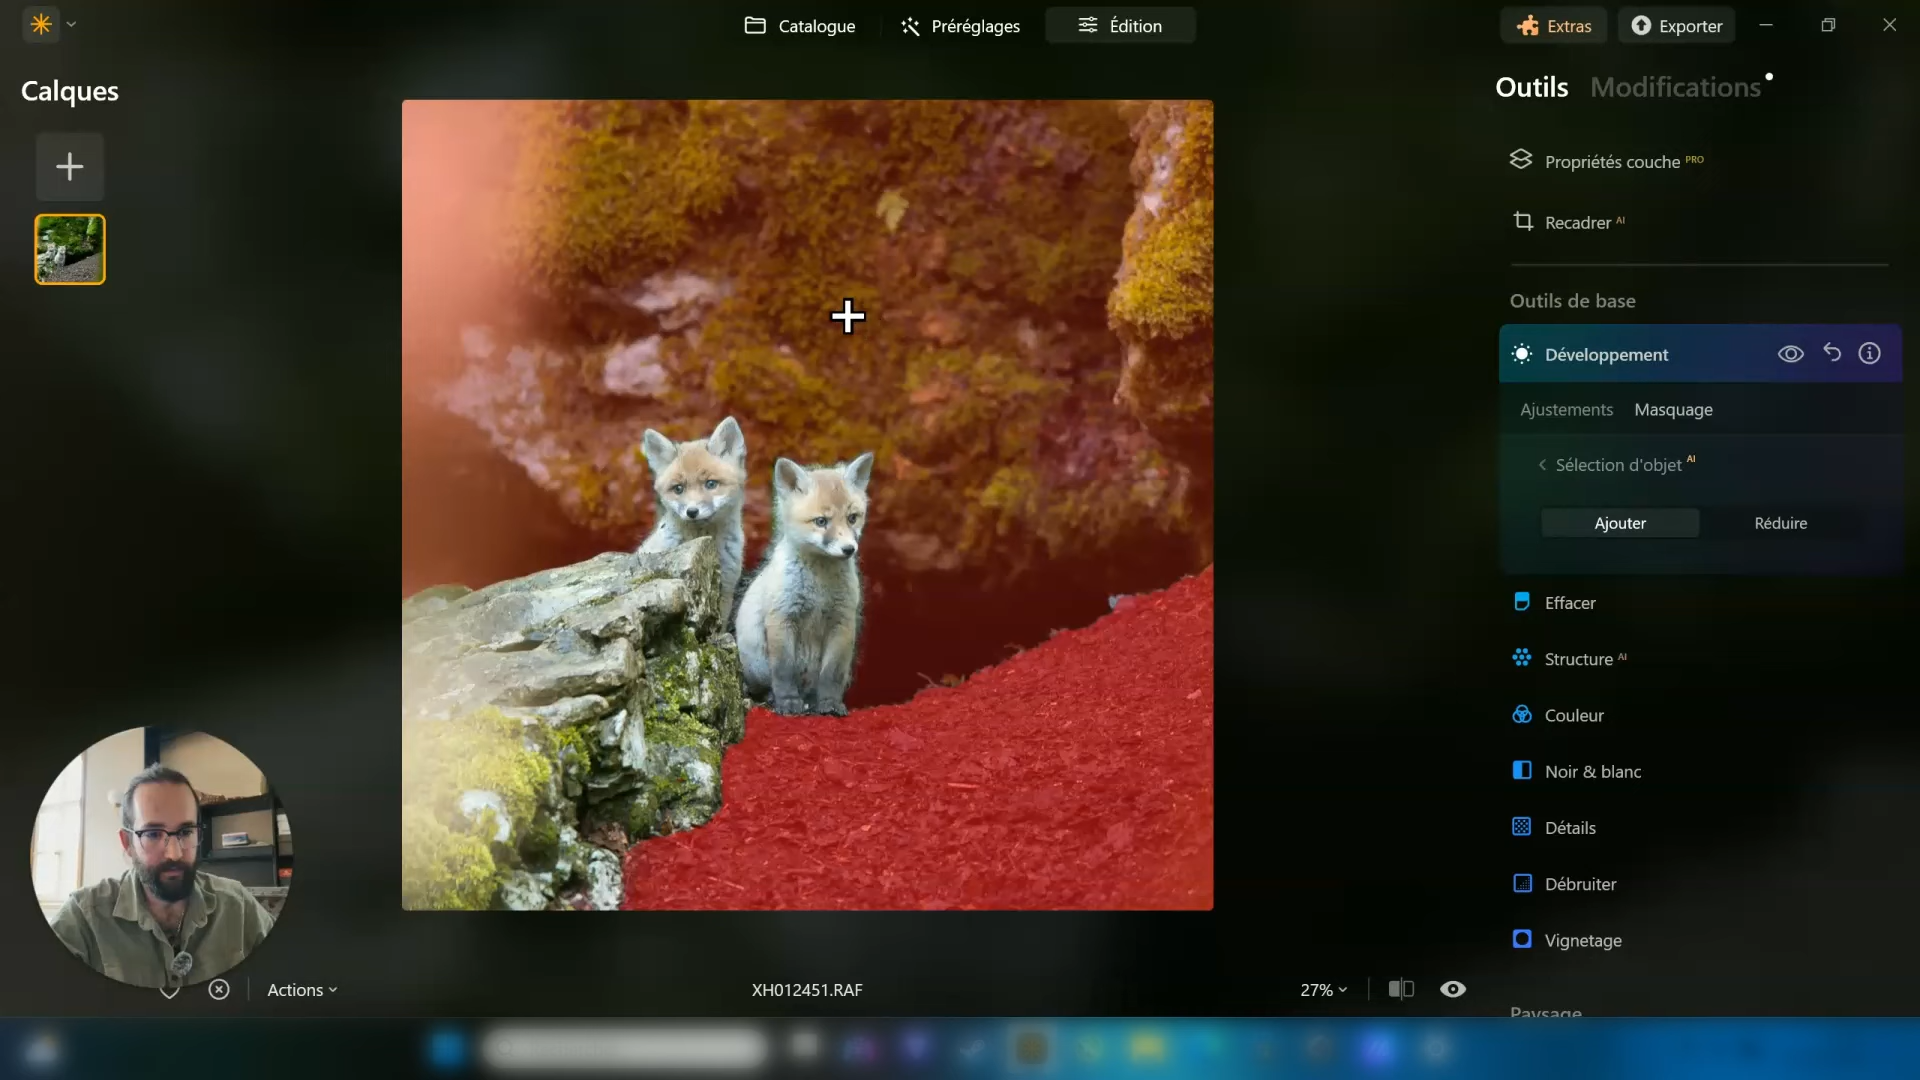 Catalogue
Préréglages
Édition
Extras
Exporter
Calques
Outils Modifications
Propriétés couche PRO
Recadrer AI
Outils de base
Développement
Ajustements Masquage
Sélection d'objet AI
Ajouter Réduire
Effacer
Structure AI
Couleur
Noir & blanc
Détails
Débruiter
Vignetage
Paysage
Actions
XH012451.RAF
27%